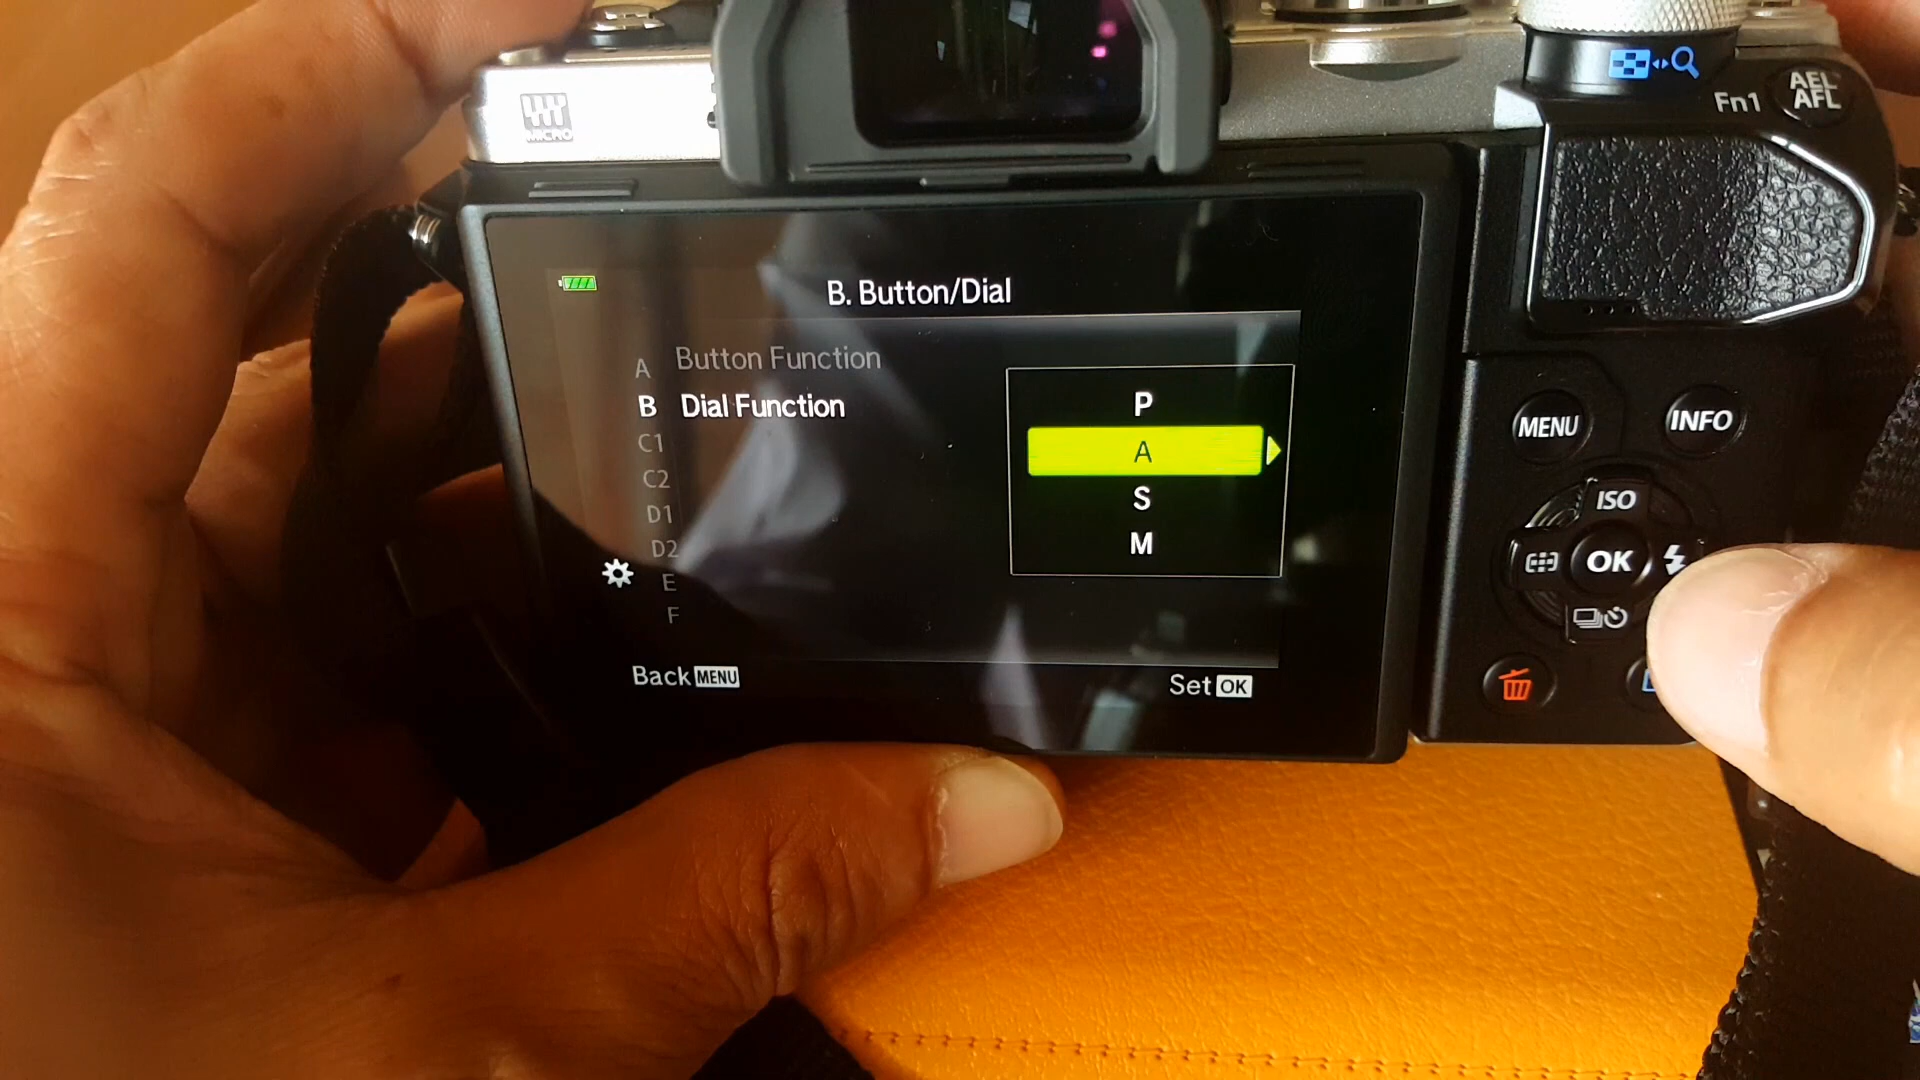 MICRO
Fn1
AEL
AFL
B. Button/Dial
A Button Function
B Dial Function
C1
C2
D1
D2
E
F
P
A
S
M
Back MENU
Set OK
MENU
INFO
ISO
OK